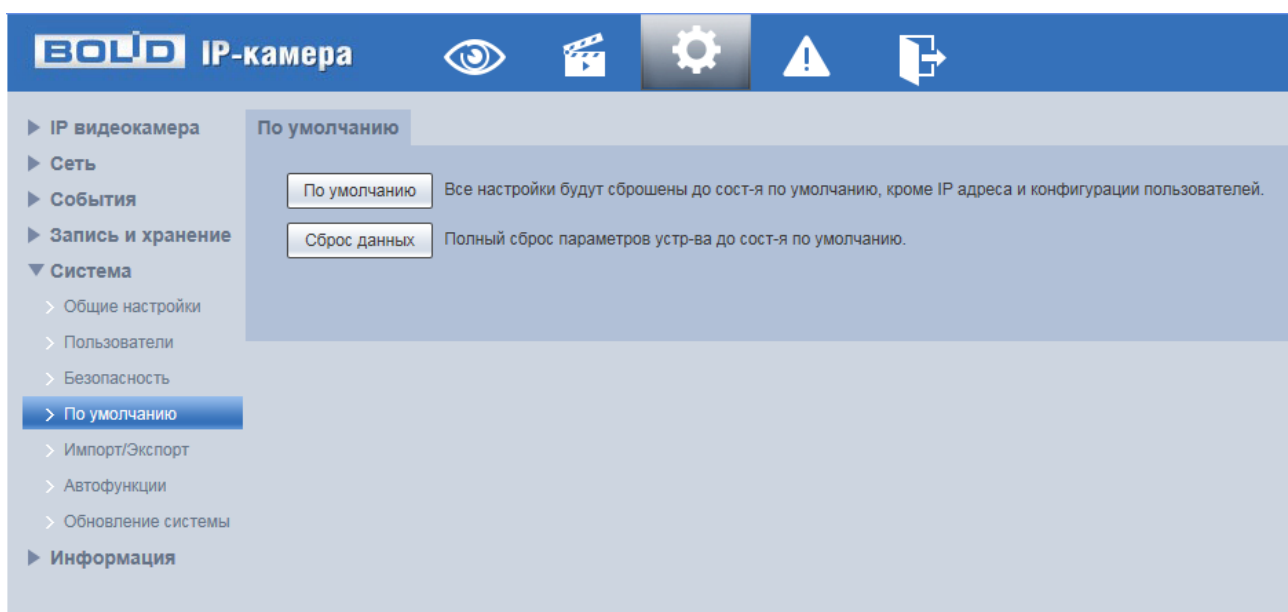 BOLID IP-камера
IP видеокамера
Сеть
События
Запись и хранение
Система
Общие настройки
Пользователи
Безопасность
По умолчанию
Импорт/Экспорт
Автофункции
Обновление системы
Информация
По умолчанию
По умолчанию Все настройки будут сброшены до сост-я по умолчанию, кроме IP адреса и конфигурации пользователей.
Сброс данных Полный сброс параметров устр-ва до сост-я по умолчанию.